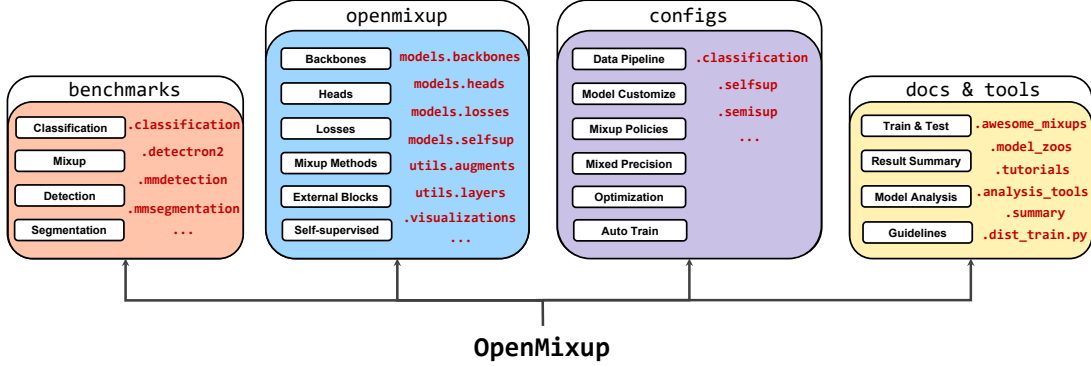 benchmarks
Classification
Mixup
Detection
Segmentation
.classification
.detectron2
.mmdetection
.mmsegmentation
...
openmixup
Backbones
Heads
Losses
Mixup Methods
External Blocks
Self-supervised
models.backbones
models.heads
models.losses
models.selfsup
utils.augments
utils.layers
.visualizations
...
configs
Data Pipeline
Model Customize
Mixup Policies
Mixed Precision
Optimization
Auto Train
.classification
.selfsup
.semisup
...
docs & tools
Train & Test
Result Summary
Model Analysis
Guidelines
.awesome_mixups
.model_zoos
.tutorials
.analysis_tools
.summary
.dist_train.py
OpenMixup